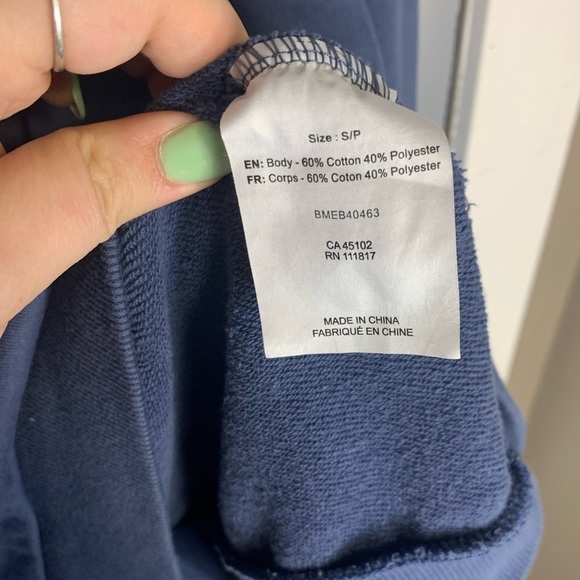 Size : S/P
EN: Body - 60% Cotton 40% Polyester
FR: Corps - 60% Coton 40% Polyester
BMEB40463
CA 45102
RN 111817
MADE IN CHINA
FABRIQUÉ EN CHINE